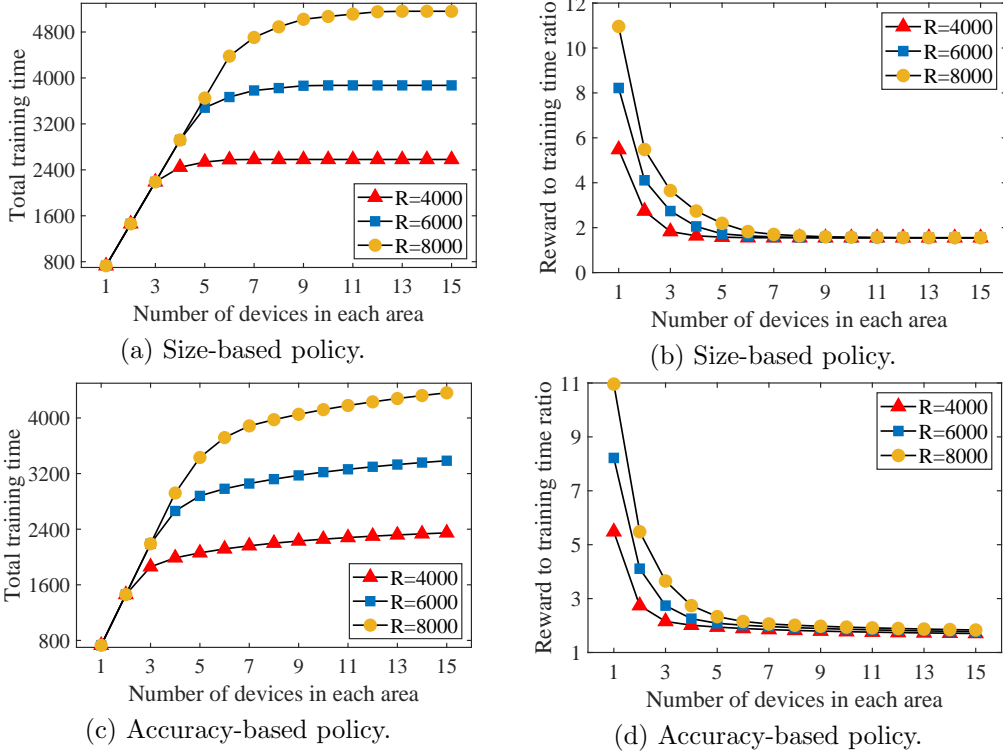 Total training time
4800
4000
3200
2400
1600
800
R=4000
R=6000
R=8000
1 3 5 7 9 11 13 15
Number of devices in each area
(a) Size-based policy.
Reward to training time ratio
12
10
8
6
4
2
0
R=4000
R=6000
R=8000
1 3 5 7 9 11 13 15
Number of devices in each area
(b) Size-based policy.
Total training time
4000
3200
2400
1600
800
R=4000
R=6000
R=8000
1 3 5 7 9 11 13 15
Number of devices in each area
(c) Accuracy-based policy.
Reward to training time ratio
11
9
7
5
3
1
R=4000
R=6000
R=8000
1 3 5 7 9 11 13 15
Number of devices in each area
(d) Accuracy-based policy.